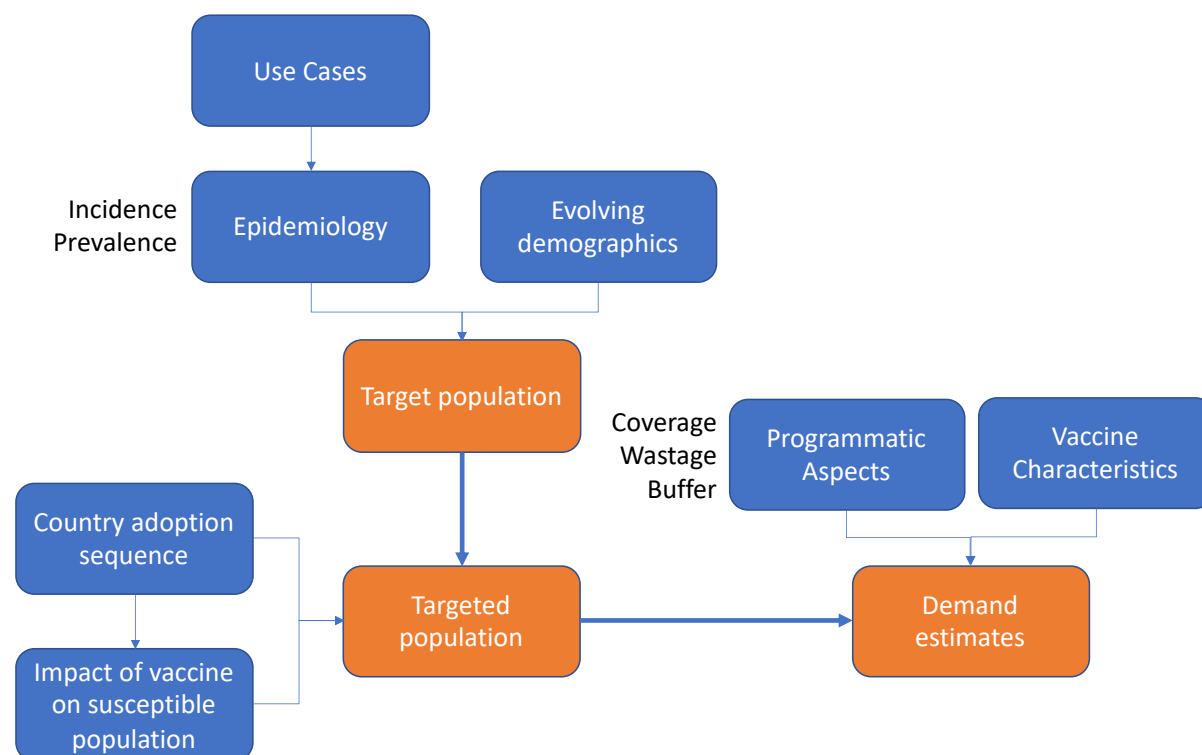 Use Cases
Incidence
Prevalence
Epidemiology
Evolving
demographics
Target population
Coverage
Wastage
Buffer
Programmatic
Aspects
Vaccine
Characteristics
Country adoption
sequence
Targeted
population
Demand
estimates
Impact of vaccine
on susceptible
population